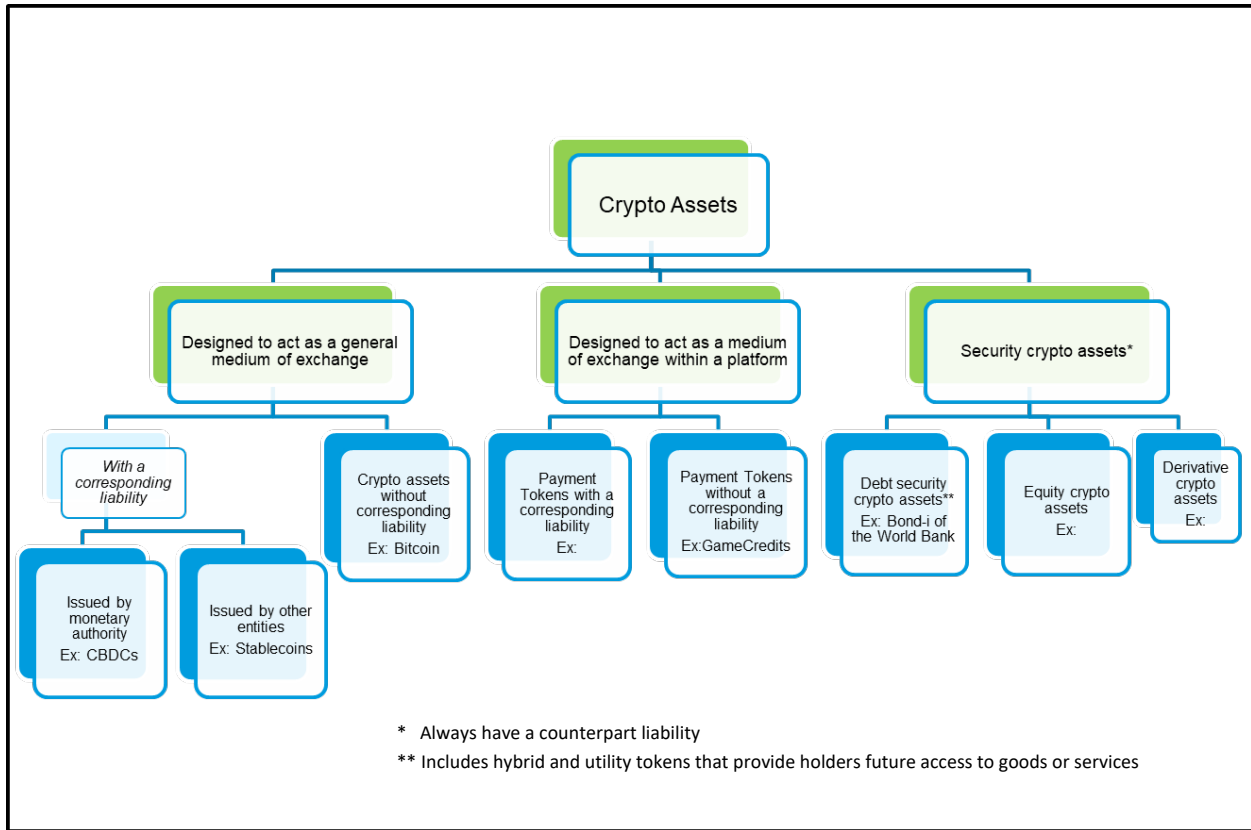 Crypto Assets
Designed to act as a general
medium of exchange
Designed to act as a medium
of exchange within a platform
Security crypto assets*
With a
corresponding
liability
Crypto assets
without
corresponding
liability
Ex: Bitcoin
Payment
Tokens with a
corresponding
liability
Ex:
Payment Tokens
without a
corresponding
liability
Ex:GameCredits
Debt security
crypto assets**
Ex: Bond-i of
the World Bank
Equity crypto
assets
Ex:
Derivative
crypto
assets
Ex:
Issued by
monetary
authority
Ex: CBDCs
Issued by other
entities
Ex: Stablecoins
* Always have a counterpart liability
** Includes hybrid and utility tokens that provide holders future access to goods or services